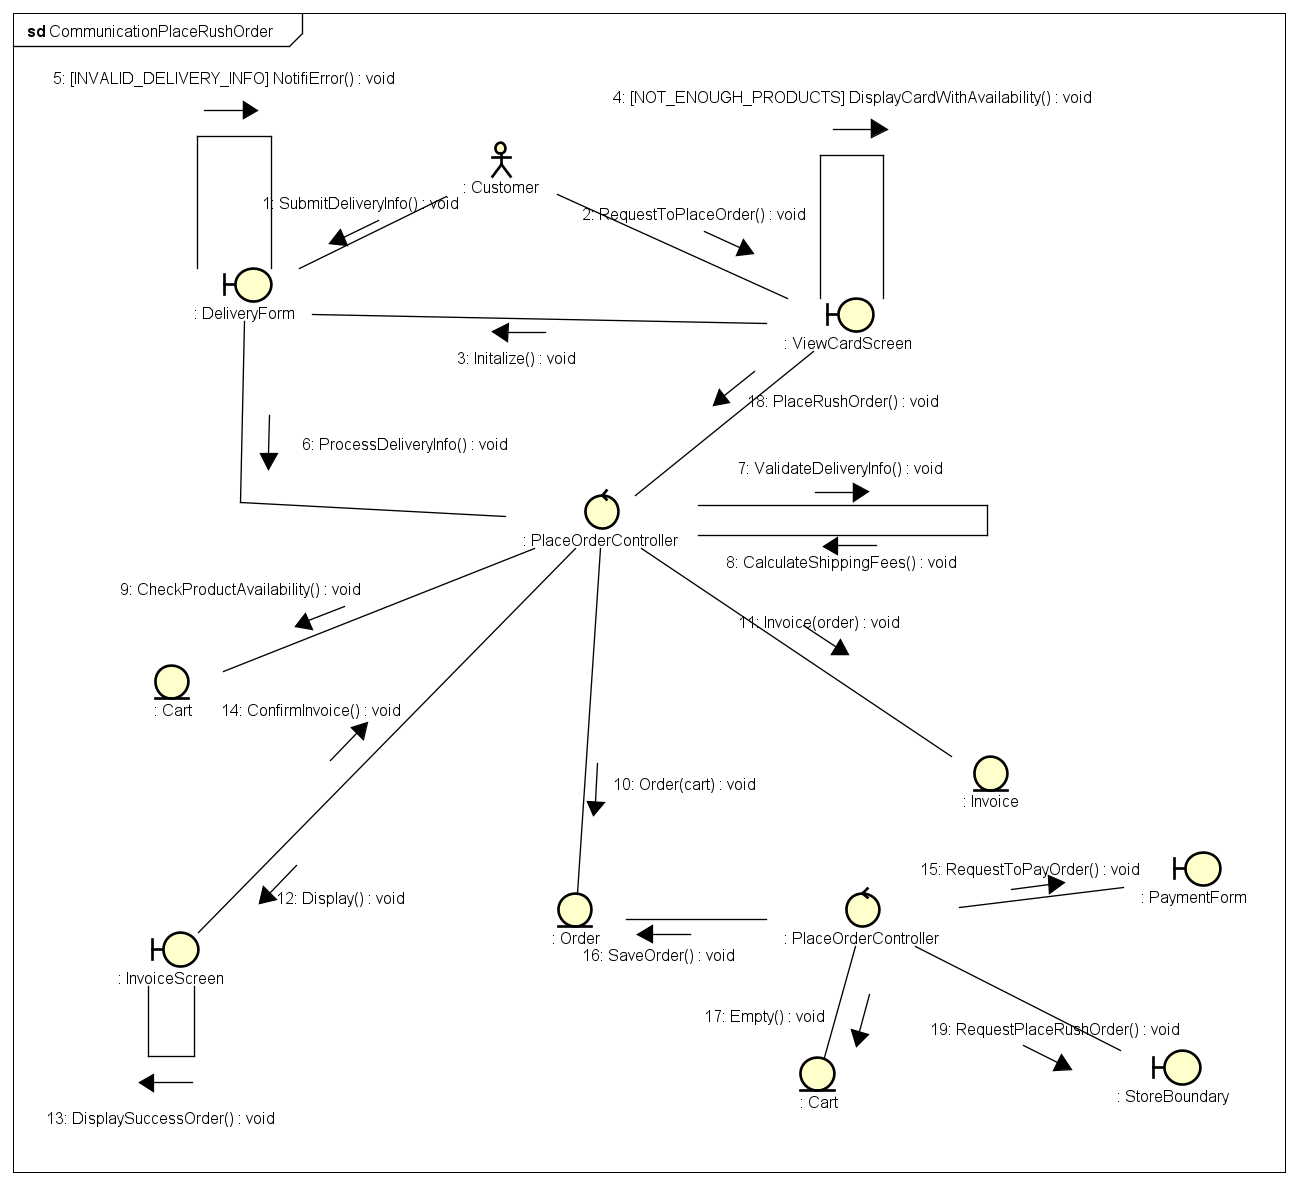 sd CommunicationPlaceRushOrder
5: [INVALID_DELIVERY_INFO] NotifiError() : void
4: [NOT_ENOUGH_PRODUCTS] DisplayCardWithAvailability() : void
: Customer
1: SubmitDeliveryInfo() : void
2: RequestToPlaceOrder() : void
: DeliveryForm
: ViewCardScreen
3: Initalize() : void
18: PlaceRushOrder() : void
6: ProcessDeliveryInfo() : void
7: ValidateDeliveryInfo() : void
: PlaceOrderController
8: CalculateShippingFees() : void
9: CheckProductAvailability() : void
11: Invoice(order) : void
: Cart
14: ConfirmInvoice() : void
10: Order(cart) : void
: Invoice
15: RequestToPayOrder() : void
12: Display() : void
: PaymentForm
: Order
: PlaceOrderController
16: SaveOrder() : void
: InvoiceScreen
17: Empty() : void
19: RequestPlaceRushOrder() : void
: Cart
: StoreBoundary
13: DisplaySuccessOrder() : void